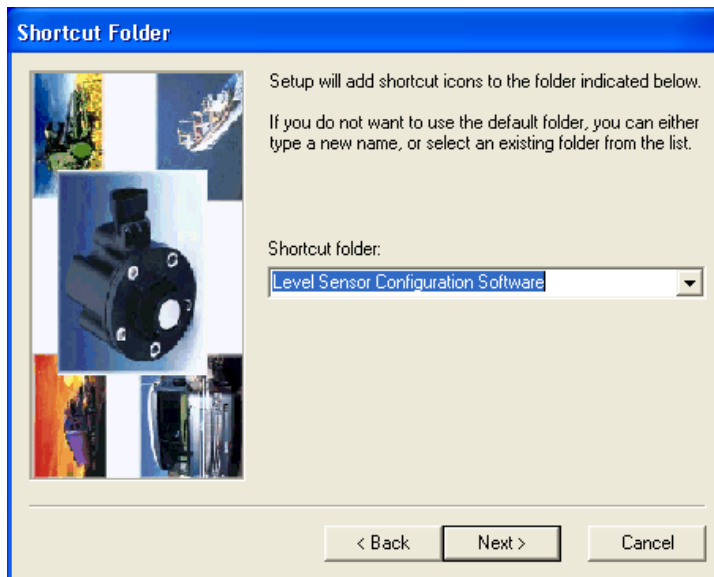 Shortcut Folder
Setup will add shortcut icons to the folder indicated below.
If you do not want to use the default folder, you can either
type a new name, or select an existing folder from the list.
Shortcut folder:
Level Sensor Configuration Software
< Back
Next >
Cancel